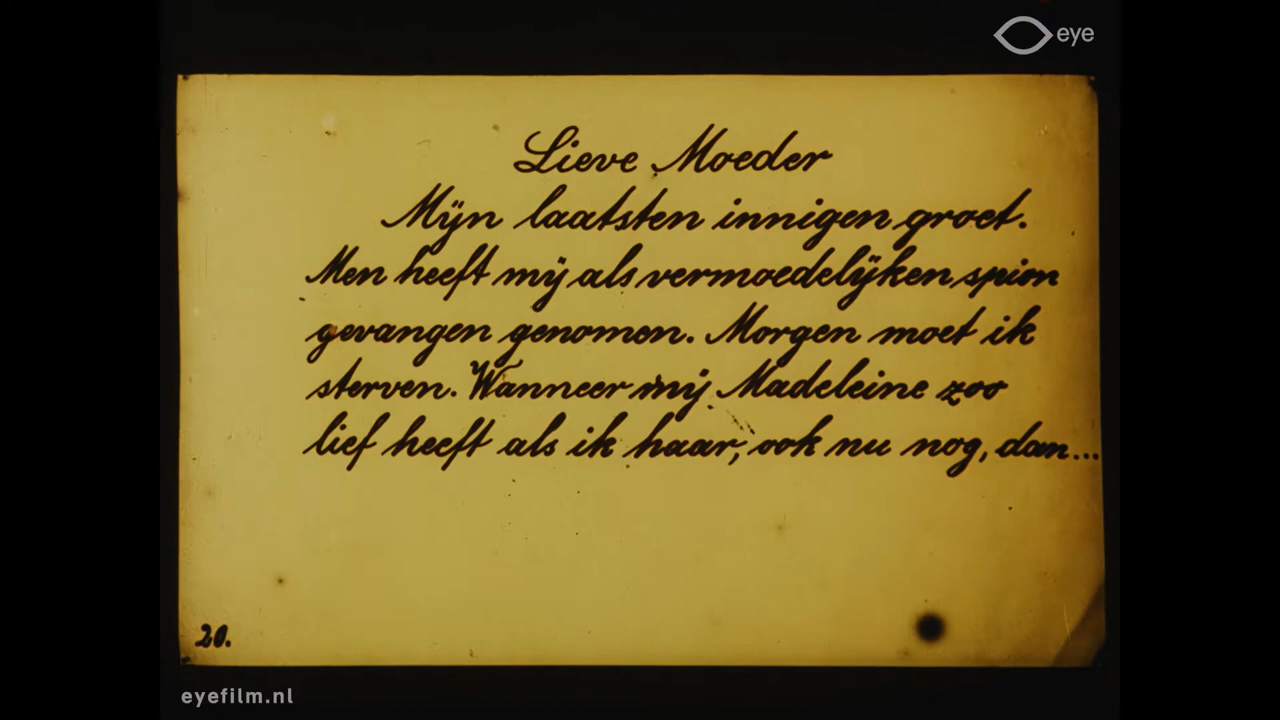 eye
Lieve Moeder
Mijn laatsten innigen groet.
Men heeft mij als vermoedelijken spion
gevangen genomen. Morgen moet ik
sterven. Wanneer mij Madeleine zoo
lief heeft als ik haar, ook nu nog, dan...
20.
eyefilm.nl